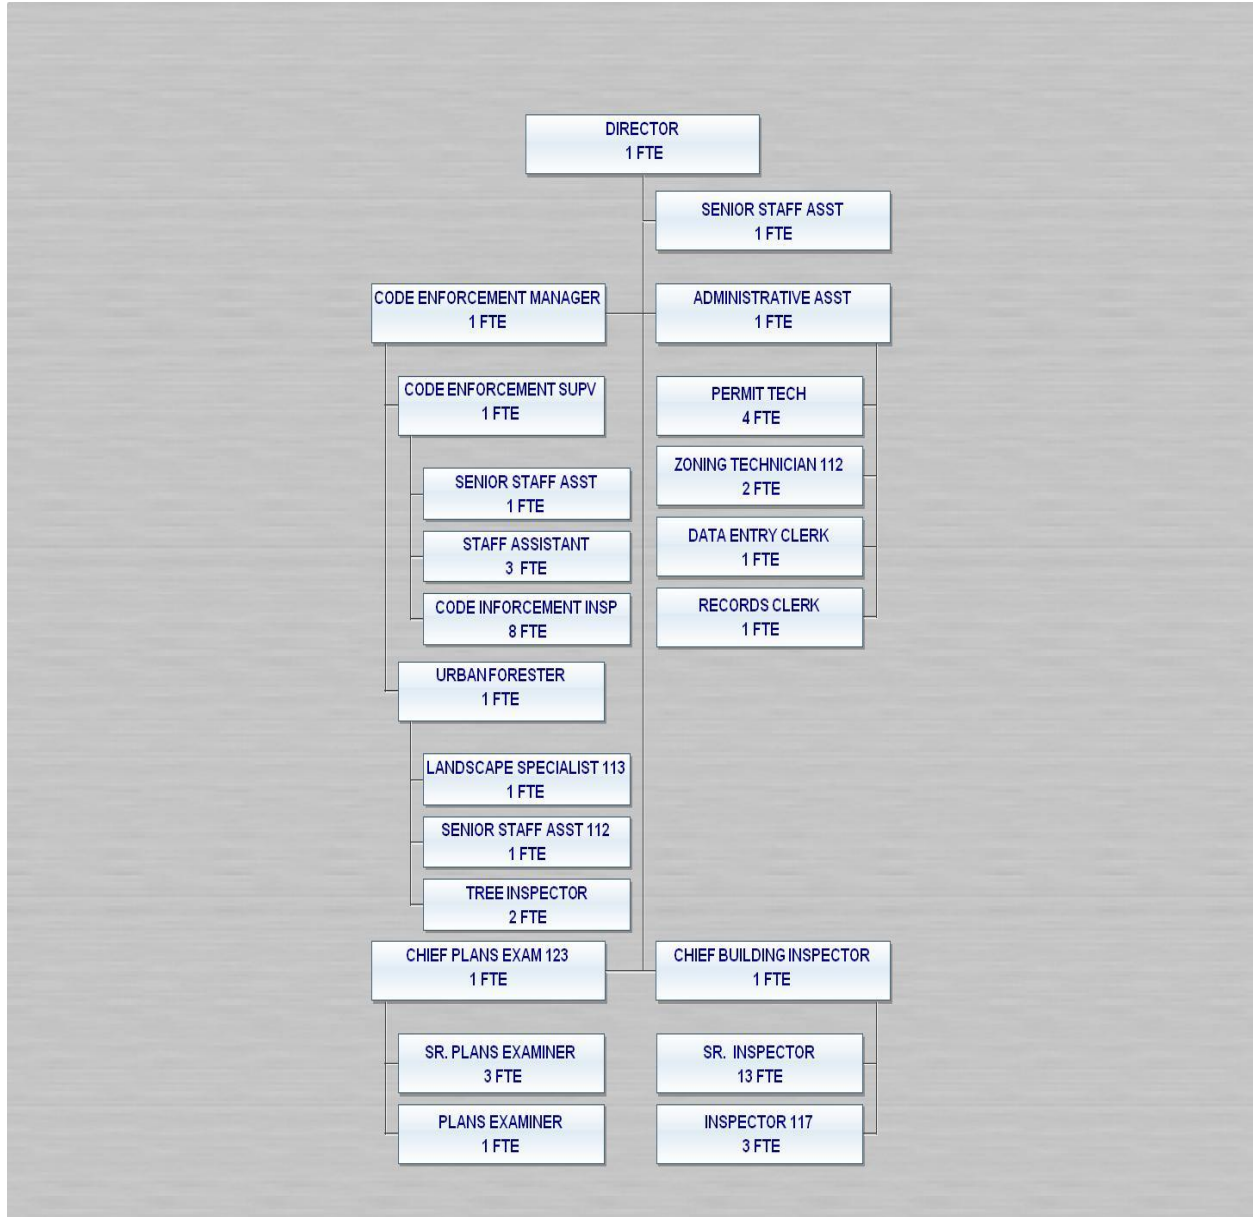 DIRECTOR
1 FTE
SENIOR STAFF ASST
1 FTE
CODE ENFORCEMENT MANAGER
1 FTE
ADMINISTRATIVE ASST
1 FTE
CODE ENFORCEMENT SUPV
1 FTE
SENIOR STAFF ASST
1 FTE
STAFF ASSISTANT
3 FTE
CODE INFORCEMENT INSP
8 FTE
URBAN FORESTER
1 FTE
LANDSCAPE SPECIALIST 113
1 FTE
SENIOR STAFF ASST 112
1 FTE
TREE INSPECTOR
2 FTE
PERMIT TECH
4 FTE
ZONING TECHNICIAN 112
2 FTE
DATA ENTRY CLERK
1 FTE
RECORDS CLERK
1 FTE
CHIEF PLANS EXAM 123
1 FTE
SR. PLANS EXAMINER
3 FTE
PLANS EXAMINER
1 FTE
CHIEF BUILDING INSPECTOR
1 FTE
SR. INSPECTOR
13 FTE
INSPECTOR 117
3 FTE